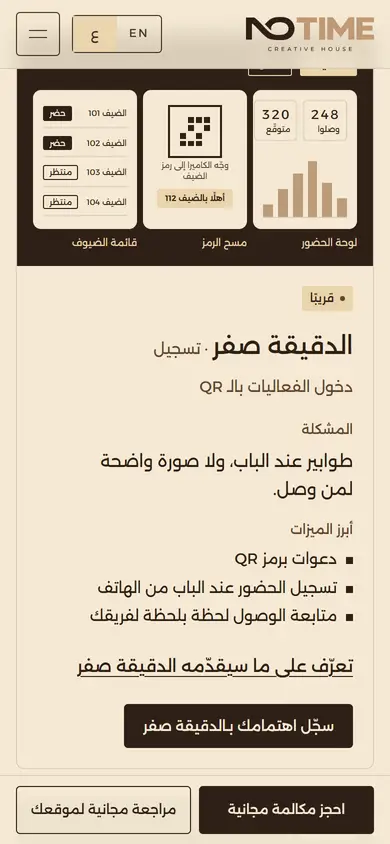 NO TIME
CREATIVE HOUSE
ع
EN
248
وصلوا
320
متوقّع
وجّه الكاميرا إلى رمز
الضيف
أهلًا بالضيف 112
الضيف 101
حضر
الضيف 102
حضر
الضيف 103
منتظر
الضيف 104
منتظر
لوحة الحضور
مسح الرمز
قائمة الضيوف
قريبًا
الدقيقة صفر · تسجيل
دخول الفعاليات بالـ QR
المشكلة
طوابير عند الباب، ولا صورة واضحة
لمن وصل.
أبرز الميزات
دعوات برمز QR
تسجيل الحضور عند الباب من الهاتف
متابعة الوصول لحظة بلحظة لفريقك
تعرّف على ما سيقدّمه الدقيقة صفر
سجّل اهتمامك بالدقيقة صفر
احجز مكالمة مجانية
مراجعة مجانية لموقعك